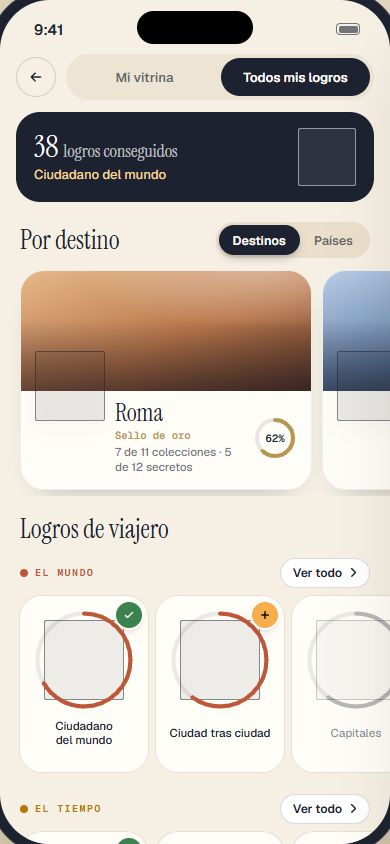 9:41
Mi vitrina
Todos mis logros
38 logros conseguidos
Ciudadano del mundo
Por destino
Destinos
Países
Roma
Sello de oro
7 de 11 colecciones · 5
de 12 secretos
62%
Logros de viajero
EL MUNDO
Ver todo
Ciudadano
del mundo
Ciudad tras ciudad
Capitales
EL TIEMPO
Ver todo